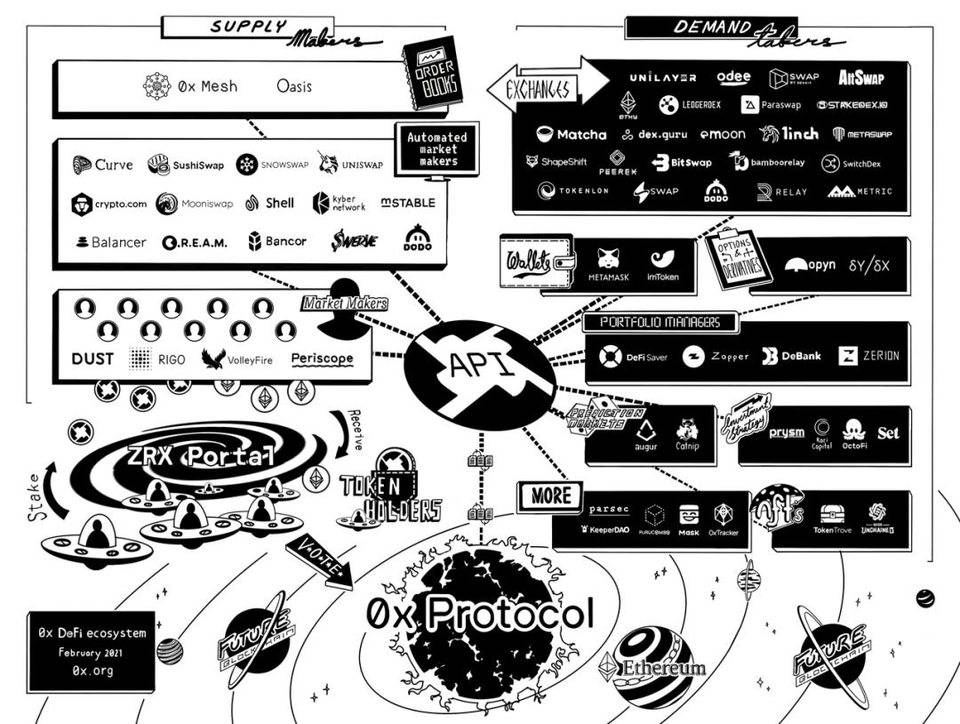 SUPPLY
Makers
DEMAND
takers
0x Mesh
Oasis
ORDER
BOOKS
Automated
market
makers
Curve
SushiSwap
SNOWSWAP
UNISWAP
crypto.com
Mooniswap
Shell
kyber
network
mSTABLE
Balancer
C.R.E.A.M.
Bancor
$WERVE
DODO
Market Makers
DUST
RIGO
VolleyFire
Periscope
EXCHANGES
UNILAYER
odee
SWAP
AltSwap
ETHY
LEDGERDEX
Paraswap
STAKEDEX.IO
Matcha
dex.guru
emoon
1inch
METASWAP
ShapeShift
PEEREK
BitSwap
bamboorelay
SwitchDex
TOKENLON
SWAP
DODO
RELAY
METRIC
Wallets
METAMASK
imToken
OPTIONS
&
DERIVATIVES
opyn
δY/δX
PORTFOLIO MANAGERS
DeFi Saver
Zapper
DeBank
ZERION
API
PREDICTION
MARKETS
augur
Catnip
Investment
Strategy
prysm
Rari
Capital
OctoFi
Set
MORE
parsec
KeeperDAO
Mask
0xTracker
nfts
TokenTrove
UNCHAINED
ZRX Portal
Receive
Stake
TOKEN
HOLDERS
V•O•T•E•
0x Protocol
0x DeFi ecosystem
February 2021
0x.org
FUTURE
BLOCKCHAIN
Ethereum
FUTURE
BLOCKCHAIN